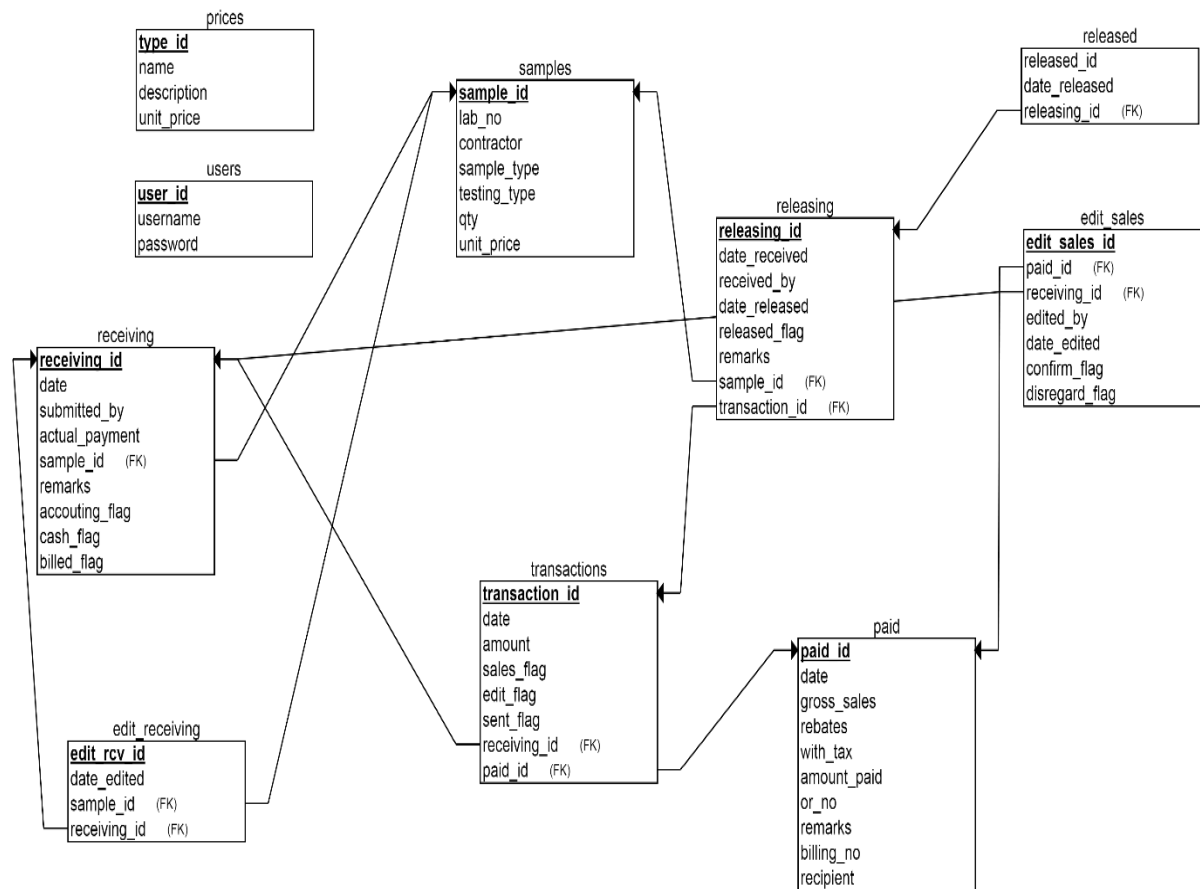 prices
type_id
name
description
unit_price
users
user_id
username
password
samples
sample_id
lab_no
contractor
sample_type
testing_type
qty
unit_price
released
released_id
date_released
releasing_id (FK)
releasing
releasing_id
date_received
received_by
date_released
released_flag
remarks
sample_id (FK)
transaction_id (FK)
edit_sales
edit_sales_id
paid_id (FK)
receiving_id (FK)
edited_by
date_edited
confirm_flag
disregard_flag
receiving
receiving_id
date
submitted_by
actual_payment
sample_id (FK)
remarks
accouting_flag
cash_flag
billed_flag
transactions
transaction_id
date
amount
sales_flag
edit_flag
sent_flag
receiving_id (FK)
paid_id (FK)
paid
paid_id
date
gross_sales
rebates
with_tax
amount_paid
or_no
remarks
billing_no
recipient
edit_receiving
edit_rcv_id
date_edited
sample_id (FK)
receiving_id (FK)